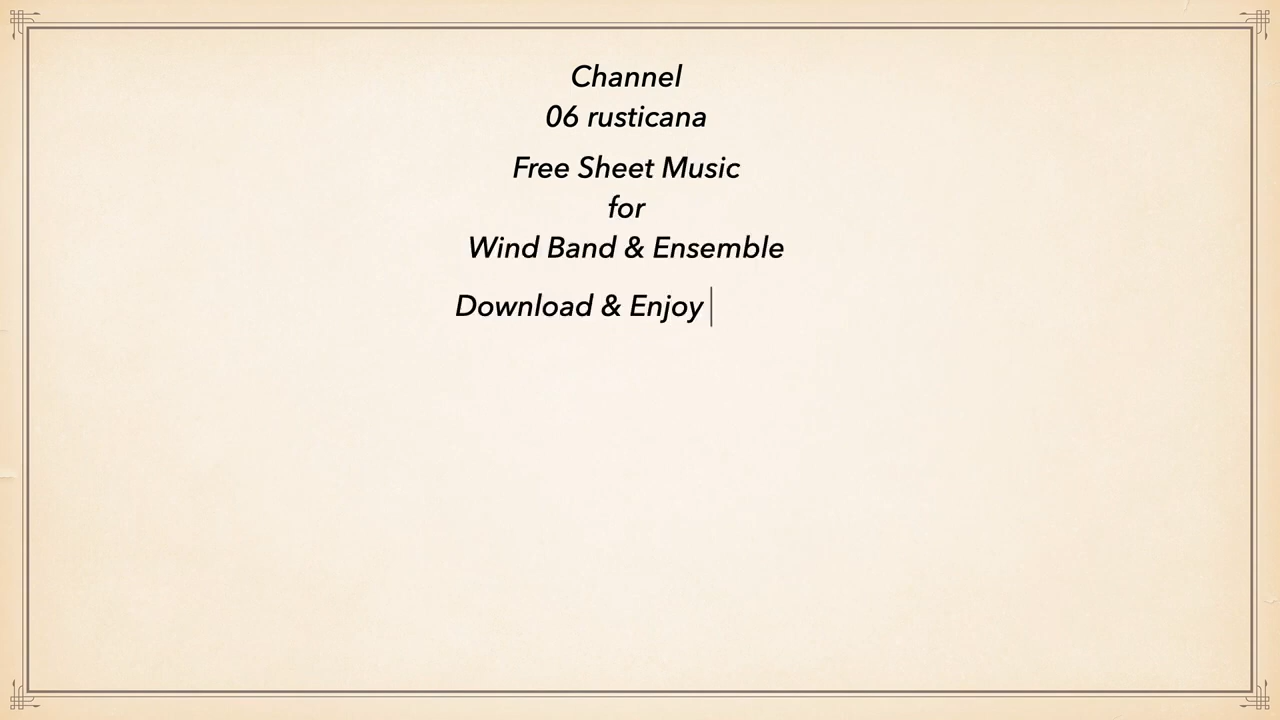 Channel
06 rusticana
Free Sheet Music
for
Wind Band & Ensemble
Download & Enjoy